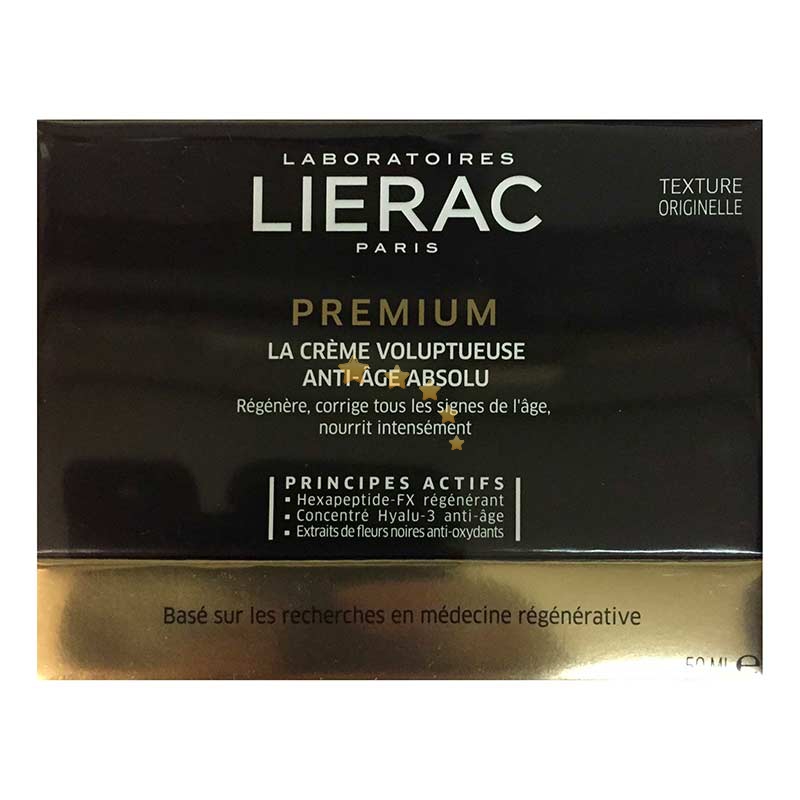 LABORATOIRES
LIERAC
PARIS
TEXTURE
ORIGINELLE
PREMIUM
LA CRÈME VOLUPTUEUSE
ANTI-ÂGE ABSOLU
Régénère, corrige tous les signes de l'âge,
nourrit intensément
PRINCIPES ACTIFS
▪ Hexapeptide-FX régénérant
▪ Concentré Hyalu-3 anti-âge
▪ Extraits de fleurs noires anti-oxydants
Basé sur les recherches en médecine régénérative
50 ML ℮